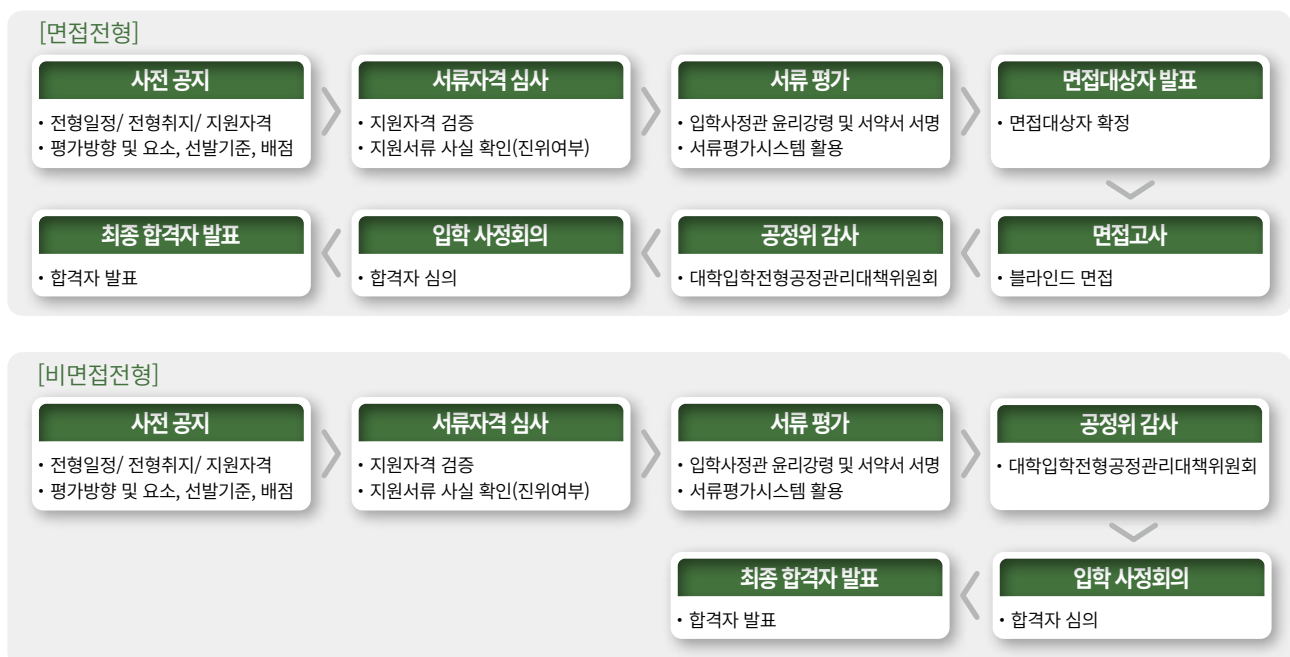 [면접전형]
사전 공지
• 전형일정/ 전형취지/ 지원자격
• 평가방향 및 요소, 선발기준, 배점
서류자격 심사
• 지원자격 검증
• 지원서류 사실 확인(진위여부)
서류 평가
• 입학사정관 윤리강령 및 서약서 서명
• 서류평가시스템 활용
면접대상자 발표
• 면접대상자 확정
면접고사
• 블라인드 면접
공정위 감사
• 대학입학전형공정관리대책위원회
입학 사정회의
• 합격자 심의
최종 합격자 발표
• 합격자 발표
[비면접전형]
사전 공지
• 전형일정/ 전형취지/ 지원자격
• 평가방향 및 요소, 선발기준, 배점
서류자격 심사
• 지원자격 검증
• 지원서류 사실 확인(진위여부)
서류 평가
• 입학사정관 윤리강령 및 서약서 서명
• 서류평가시스템 활용
공정위 감사
• 대학입학전형공정관리대책위원회
입학 사정회의
• 합격자 심의
최종 합격자 발표
• 합격자 발표